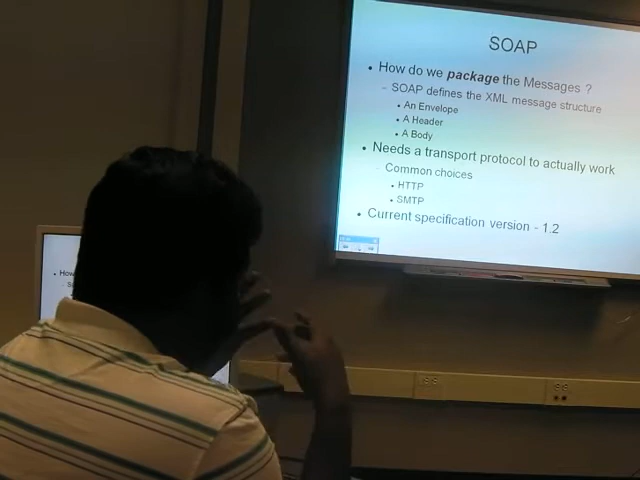 SOAP
• How do we package the Messages ?
– SOAP defines the XML message structure
• An Envelope
• A Header
• A Body
• Needs a transport protocol to actually work
– Common choices
• HTTP
• SMTP
• Current specification version - 1.2
• How